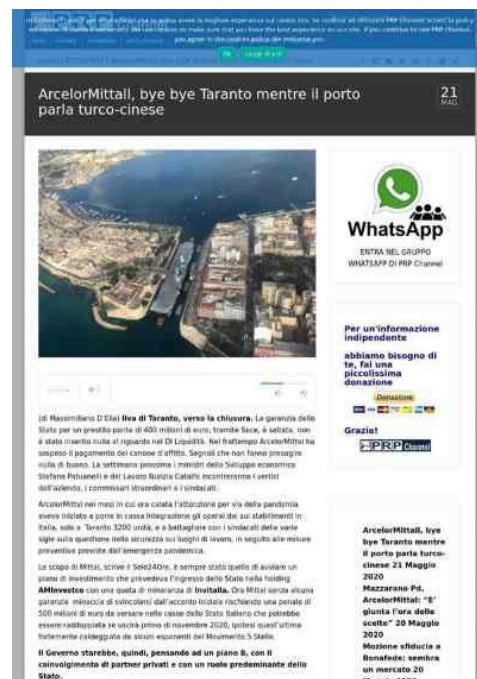 ArcelorMittall, bye bye Taranto mentre il porto
parla turco-cinese
21
MAG
WhatsApp
ENTRA NEL GRUPPO
WHATSAPP DI PRP Channel
Per un'informazione
indipendente
abbiamo bisogno di
te, fai una
piccolissima
donazione
Donazione
Grazie!
PRP Channel
(di Massimiliano D'Elia) Ilva di Taranto, verso la chiusura. La garanzia dello
Stato per un prestito ponte di 400 milioni di euro, tramite Sace, è saltata, non
è stato inserito nulla al riguardo nel Dl Liquidità. Nel frattempo ArcelorMittal ha
sospeso il pagamento del canone d'affitto. Segnali che non fanno presagire
nulla di buono. La settimana prossima i ministri dello Sviluppo economico
Stefano Patuanelli e del Lavoro Nunzia Catalfo incontreranno i vertici
dell'azienda, i commissari straordinari e i sindacati.
ArcelorMittal nei mesi in cui era calata l'attenzione per via della pandemia
aveva iniziato a porre in cassa integrazione gli operai dei sui stabilimenti in
Italia, solo a Taranto 3200 unità, e a battagliare con i sindacati delle varie
sigle sulla questione della sicurezza sui luoghi di lavoro, in seguito alle misure
preventive previste dall'emergenza pandemica.
Lo scopo di Mittal, scrive il Sole24Ore, è sempre stato quello di avviare un
piano di investimento che prevedeva l'ingresso dello Stato nella holding
AMInvestco con una quota di minoranza di Invitalia. Ora Mittal senza alcuna
garanzia minaccia di svincolarsi dall'accordo iniziale rischiando una penale di
500 milioni di euro da versare nelle casse dello Stato Italiano che potrebbe
essere raddoppiata se uscirà prima di novembre 2020, ipotesi quest'ultima
fortemente caldeggiata da alcuni esponenti del Movimento 5 Stelle.
Il Governo starebbe, quindi, pensando ad un piano B, con il
coinvolgimento di partner privati e con un ruolo predominante dello
Stato.
ArcelorMittall, bye
bye Taranto mentre
il porto parla turco-
cinese 21 Maggio
2020
Mazzarano Pd,
ArcelorMittal: "E'
giunta l'ora delle
scelte" 20 Maggio
2020
Mozione sfiducia a
Bonafede: sembra
un mercato 20